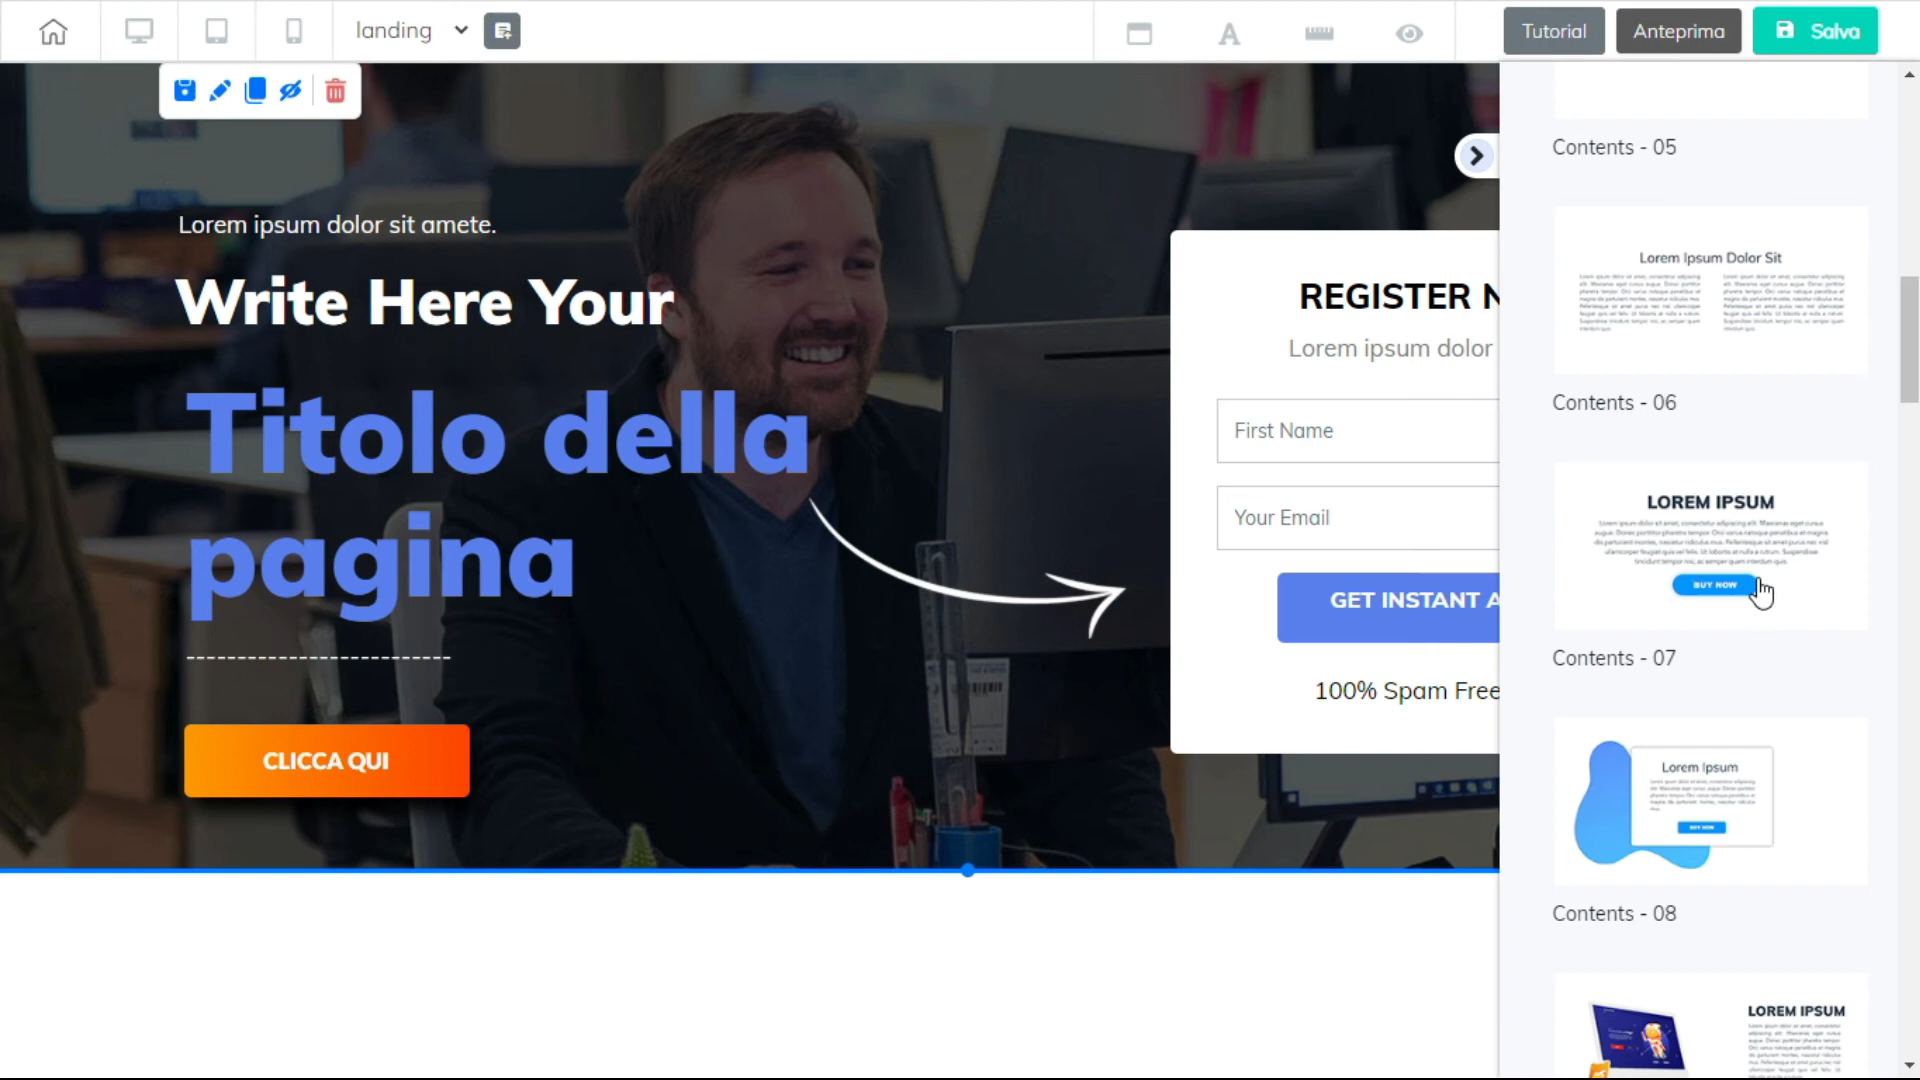 landing
Tutorial
Anteprima
Salva
Lorem ipsum dolor sit amete.
Write Here Your
Titolo della
pagina
--------------------------
CLICCA QUI
REGISTER N
Lorem ipsum dolor
First Name
Your Email
GET INSTANT A
100% Spam Free
Contents - 05
Lorem Ipsum Dolor Sit
Contents - 06
LOREM IPSUM
BUY NOW
Contents - 07
Lorem Ipsum
BUY NOW
Contents - 08
LOREM IPSUM